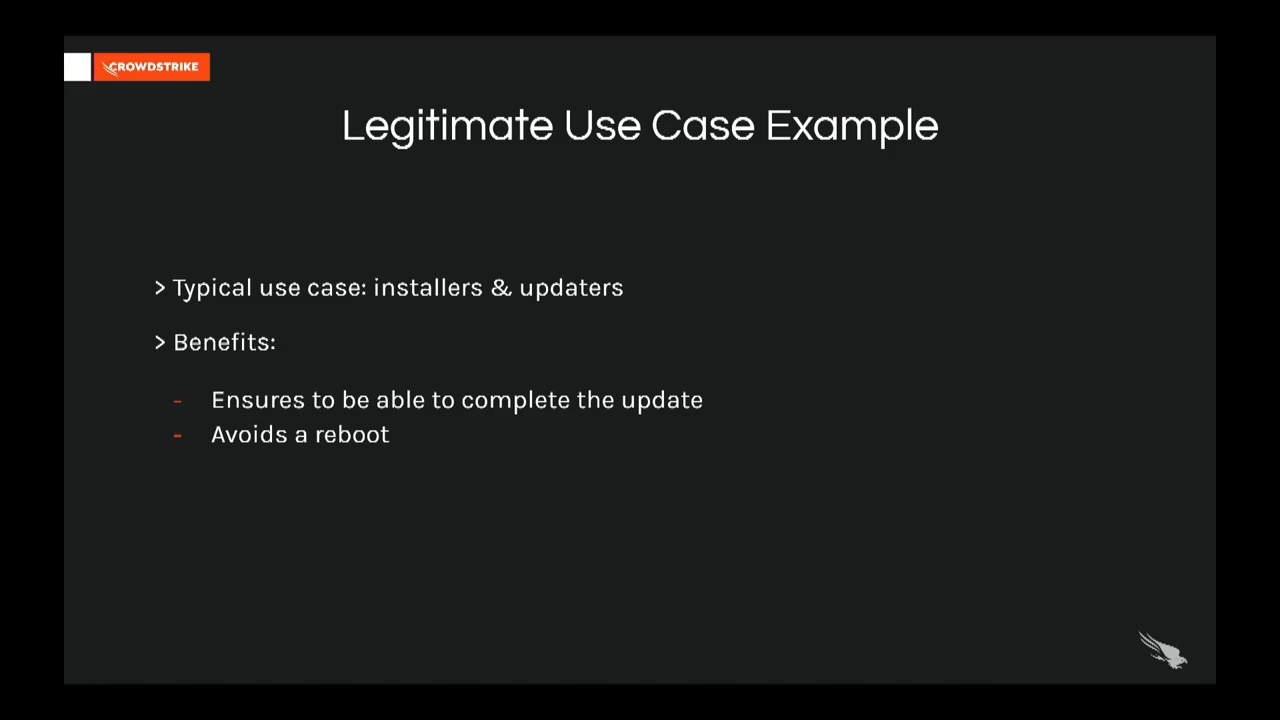 CROWDSTRIKE
Legitimate Use Case Example
> Typical use case: installers & updaters
> Benefits:
- Ensures to be able to complete the update
- Avoids a reboot